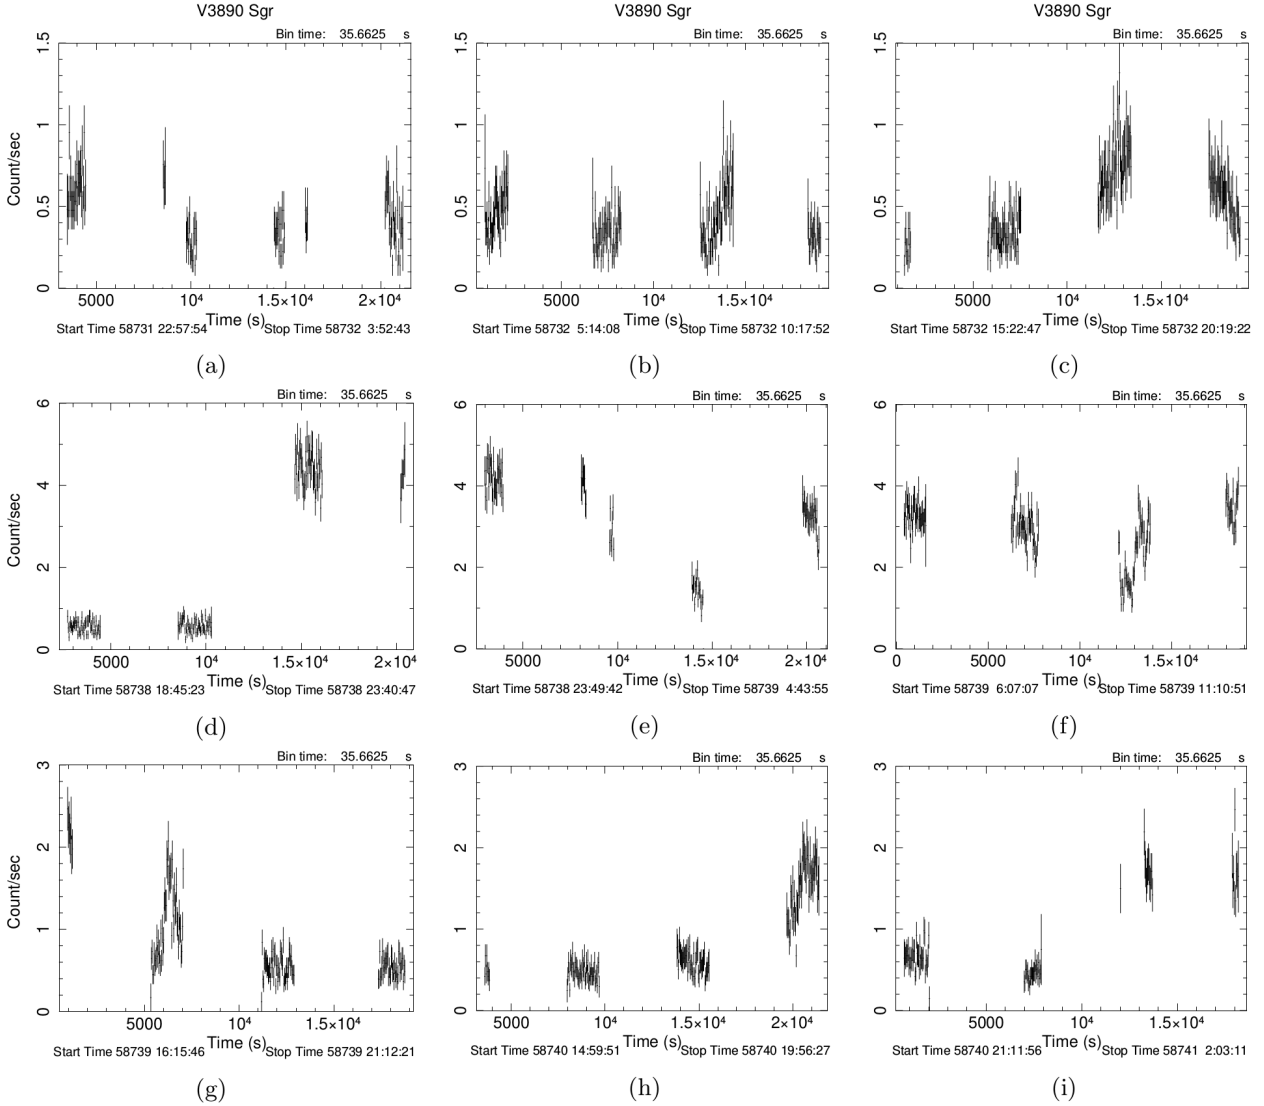 V3890 Sgr V3890 Sgr V3890 Sgr
Bin time: 35.6625 s Bin time: 35.6625 s Bin time: 35.6625 s
Count/sec
0 0.5 1 1.5
5000 10⁴ 1.5×10⁴ 2×10⁴
Time (s)
Start Time 58731 22:57:54 Stop Time 58732 3:52:43
(a)
0 0.5 1 1.5
5000 10⁴ 1.5×10⁴
Time (s)
Start Time 58732 5:14:08 Stop Time 58732 10:17:52
(b)
0 0.5 1 1.5
5000 10⁴ 1.5×10⁴
Time (s)
Start Time 58732 15:22:47 Stop Time 58732 20:19:22
(c)
Bin time: 35.6625 s Bin time: 35.6625 s Bin time: 35.6625 s
Count/sec
0 2 4 6
5000 10⁴ 1.5×10⁴ 2×10⁴
Time (s)
Start Time 58738 18:45:23 Stop Time 58738 23:40:47
(d)
0 2 4 6
5000 10⁴ 1.5×10⁴ 2×10⁴
Time (s)
Start Time 58738 23:49:42 Stop Time 58739 4:43:55
(e)
0 2 4 6
0 5000 10⁴ 1.5×10⁴
Time (s)
Start Time 58739 6:07:07 Stop Time 58739 11:10:51
(f)
Bin time: 35.6625 s Bin time: 35.6625 s Bin time: 35.6625 s
Count/sec
0 1 2 3
5000 10⁴ 1.5×10⁴
Time (s)
Start Time 58739 16:15:46 Stop Time 58739 21:12:21
(g)
0 1 2 3
5000 10⁴ 1.5×10⁴ 2×10⁴
Time (s)
Start Time 58740 14:59:51 Stop Time 58740 19:56:27
(h)
0 1 2 3
5000 10⁴ 1.5×10⁴
Time (s)
Start Time 58740 21:11:56 Stop Time 58741 2:03:11
(i)